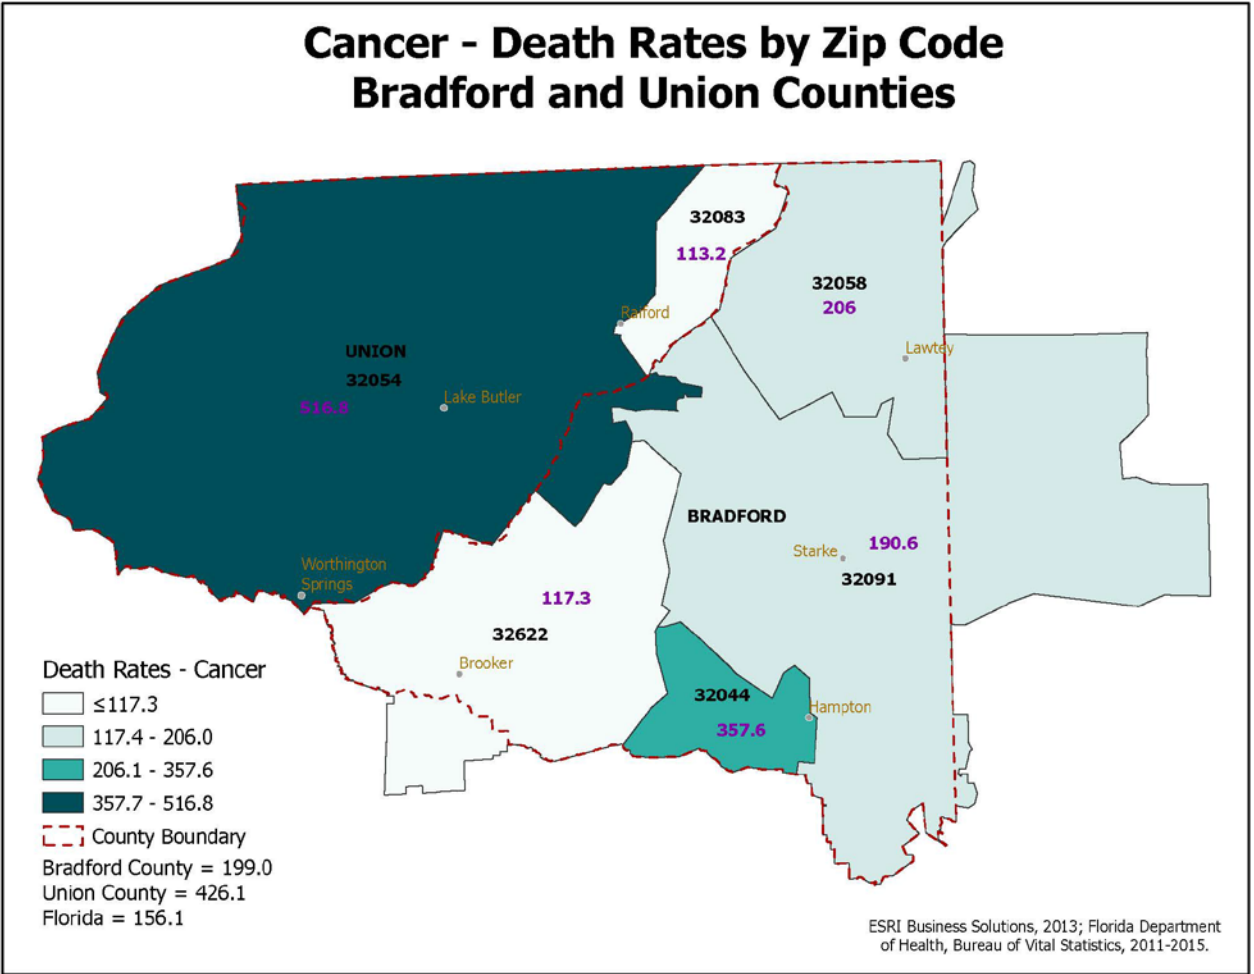 Cancer - Death Rates by Zip Code
Bradford and Union Counties
32083
113.2
32058
206
Raiford
Lawtey
UNION
32054
516.8
Lake Butler
BRADFORD
Starke
190.6
32091
Worthington
Springs
117.3
32622
Brooker
32044
357.6
Hampton
Death Rates - Cancer
≤117.3
117.4 - 206.0
206.1 - 357.6
357.7 - 516.8
County Boundary
Bradford County = 199.0
Union County = 426.1
Florida = 156.1
ESRI Business Solutions, 2013; Florida Department
of Health, Bureau of Vital Statistics, 2011-2015.